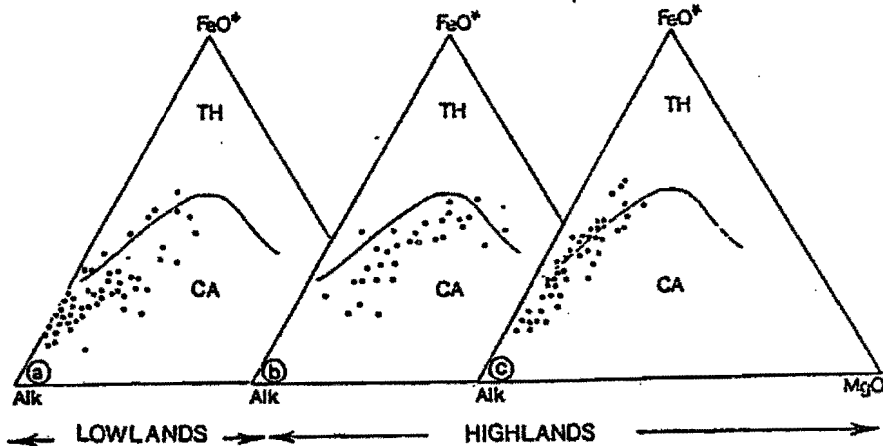 FeO* FeO* FeO*
TH TH TH
CA CA CA
a b c
Alk Alk Alk MgO
LOWLANDS HIGHLANDS